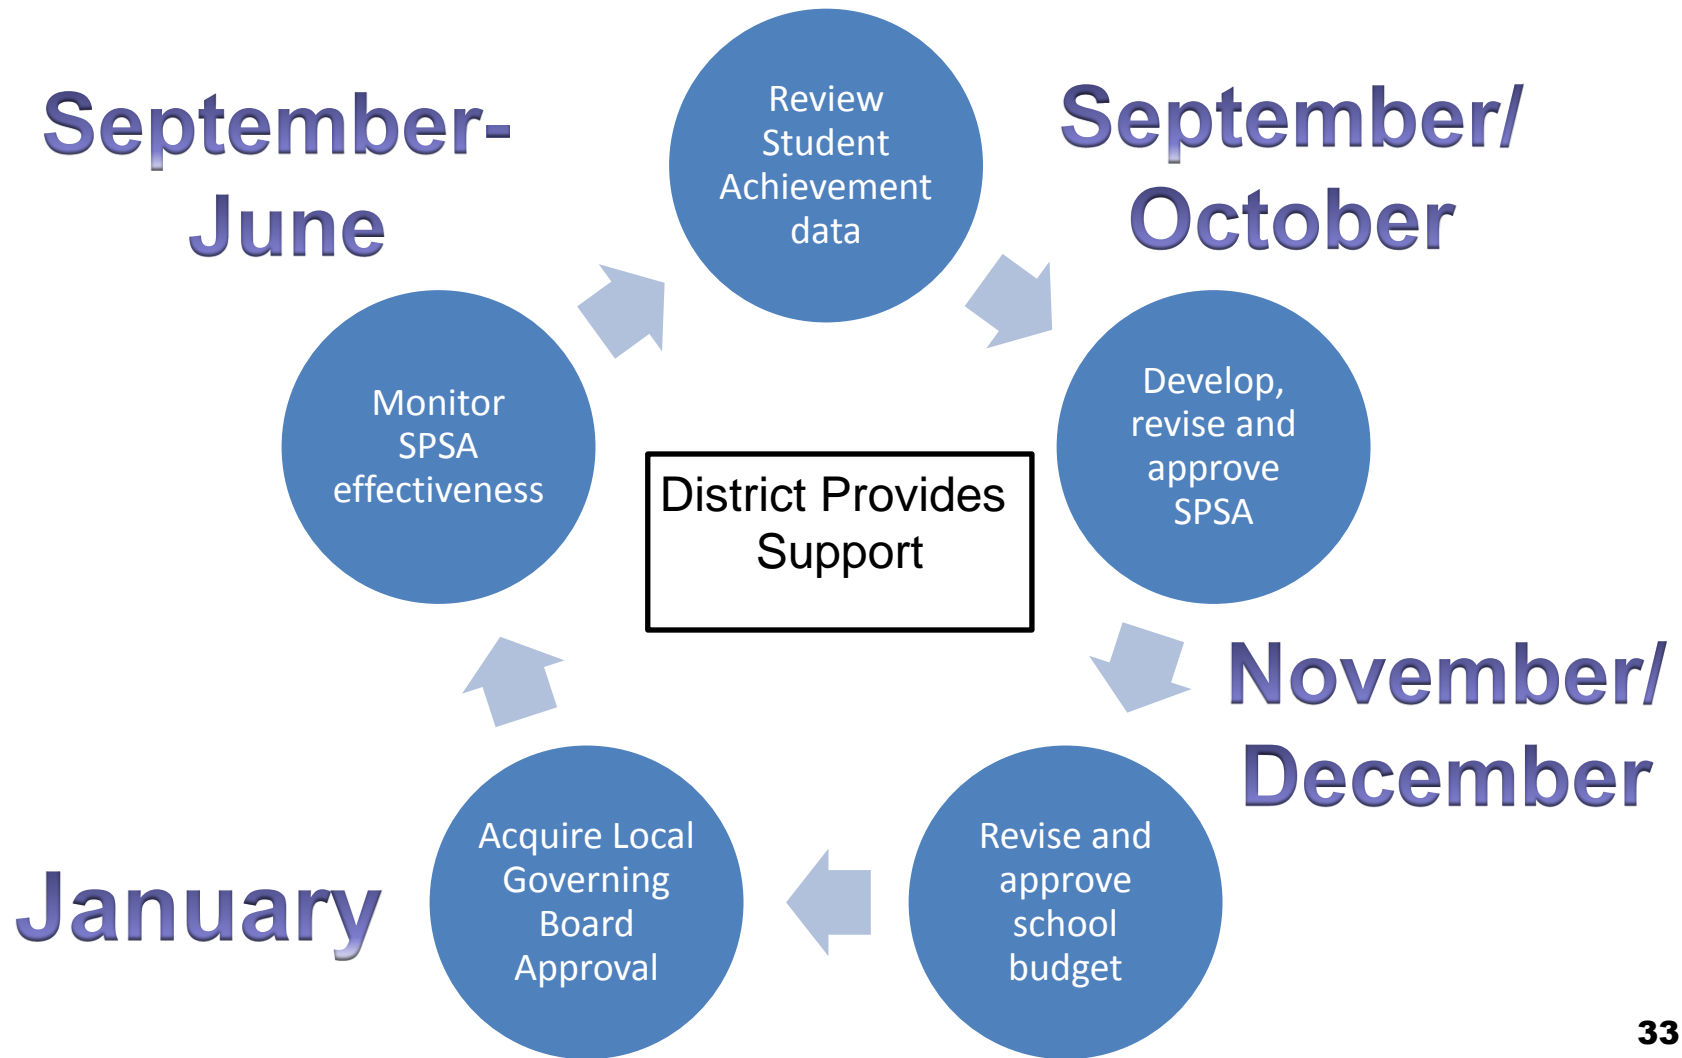 Review
Student
Achievement
data
September/
October
Develop,
revise and
approve
SPSA
November/
December
Revise and
approve
school
budget
Acquire Local
Governing
Board
Approval
January
Monitor
SPSA
effectiveness
September-
June
District Provides
Support
33